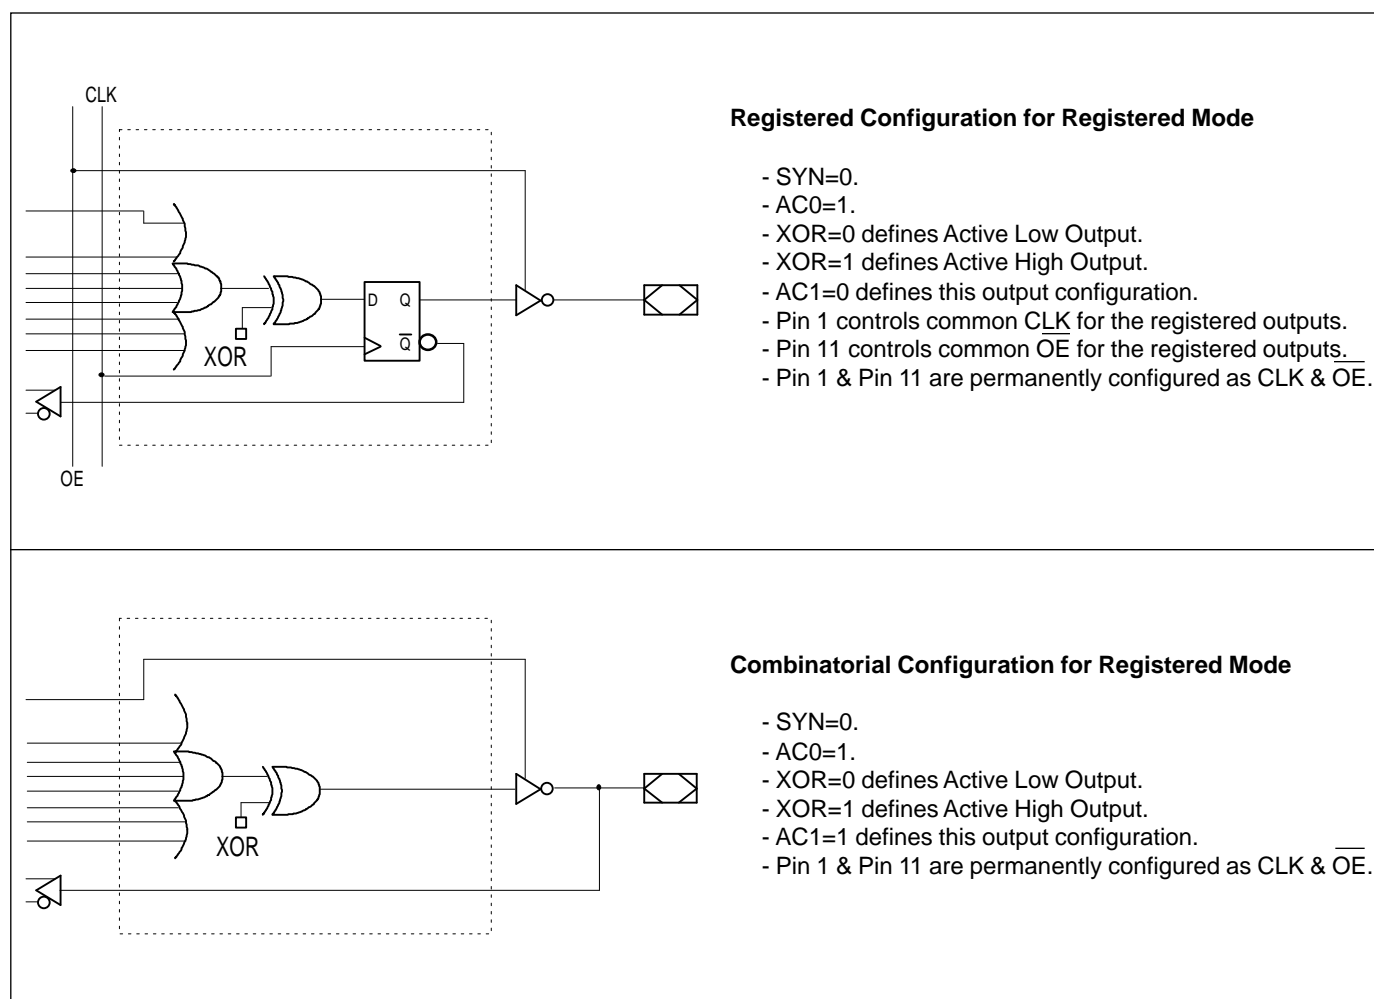 CLK
Registered Configuration for Registered Mode
- SYN=0.
- AC0=1.
- XOR=0 defines Active Low Output.
- XOR=1 defines Active High Output.
- AC1=0 defines this output configuration.
- Pin 1 controls common CLK for the registered outputs.
- Pin 11 controls common O̅E̅ for the registered outputs.
- Pin 1 & Pin 11 are permanently configured as CLK & O̅E̅.
D Q
Q̅
XOR
OE
Combinatorial Configuration for Registered Mode
- SYN=0.
- AC0=1.
- XOR=0 defines Active Low Output.
- XOR=1 defines Active High Output.
- AC1=1 defines this output configuration.
- Pin 1 & Pin 11 are permanently configured as CLK & O̅E̅.
XOR